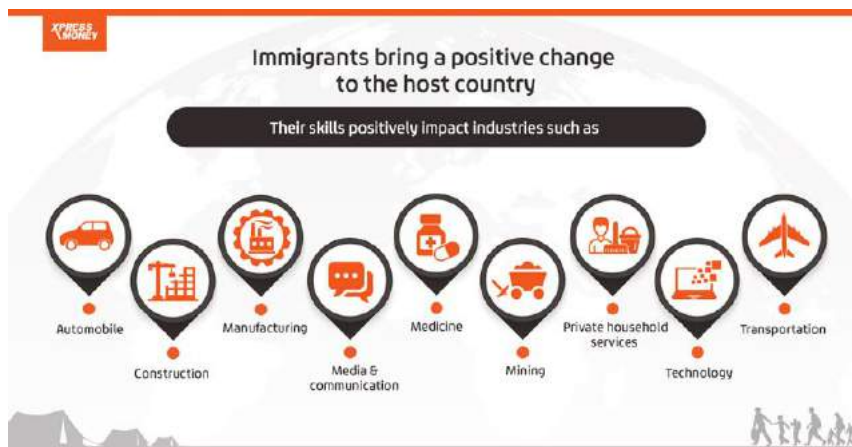 XPRESS
MONEY
Immigrants bring a positive change
to the host country
Their skills positively impact industries such as
Automobile
Construction
Manufacturing
Media &
communication
Medicine
Mining
Private household
services
Technology
Transportation